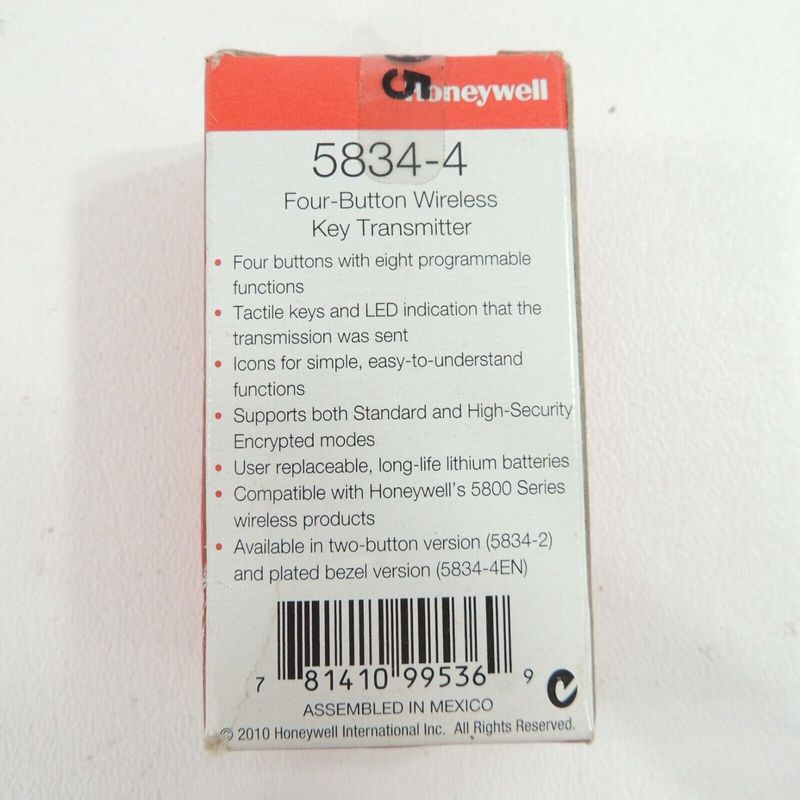 05
Honeywell
5834-4
Four-Button Wireless
Key Transmitter
• Four buttons with eight programmable
functions
• Tactile keys and LED indication that the
transmission was sent
• Icons for simple, easy-to-understand
functions
• Supports both Standard and High-Security
Encrypted modes
• User replaceable, long-life lithium batteries
• Compatible with Honeywell's 5800 Series
wireless products
• Available in two-button version (5834-2)
and plated bezel version (5834-4EN)
7 81410 99536 9
ASSEMBLED IN MEXICO
© 2010 Honeywell International Inc. All Rights Reserved.